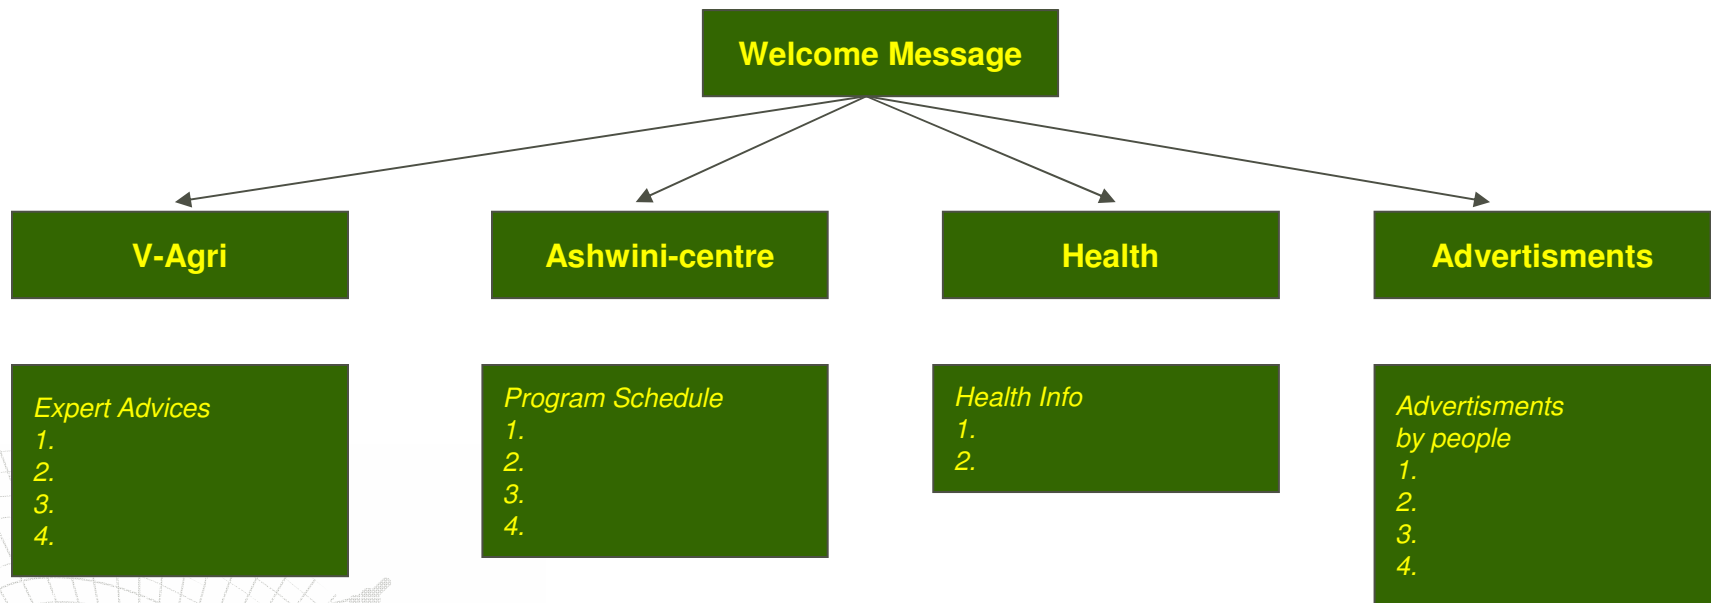 Welcome Message
V-Agri
Ashwini-centre
Health
Advertisments
Expert Advices
1.
2.
3.
4.
Program Schedule
1.
2.
3.
4.
Health Info
1.
2.
Advertisments
by people
1.
2.
3.
4.